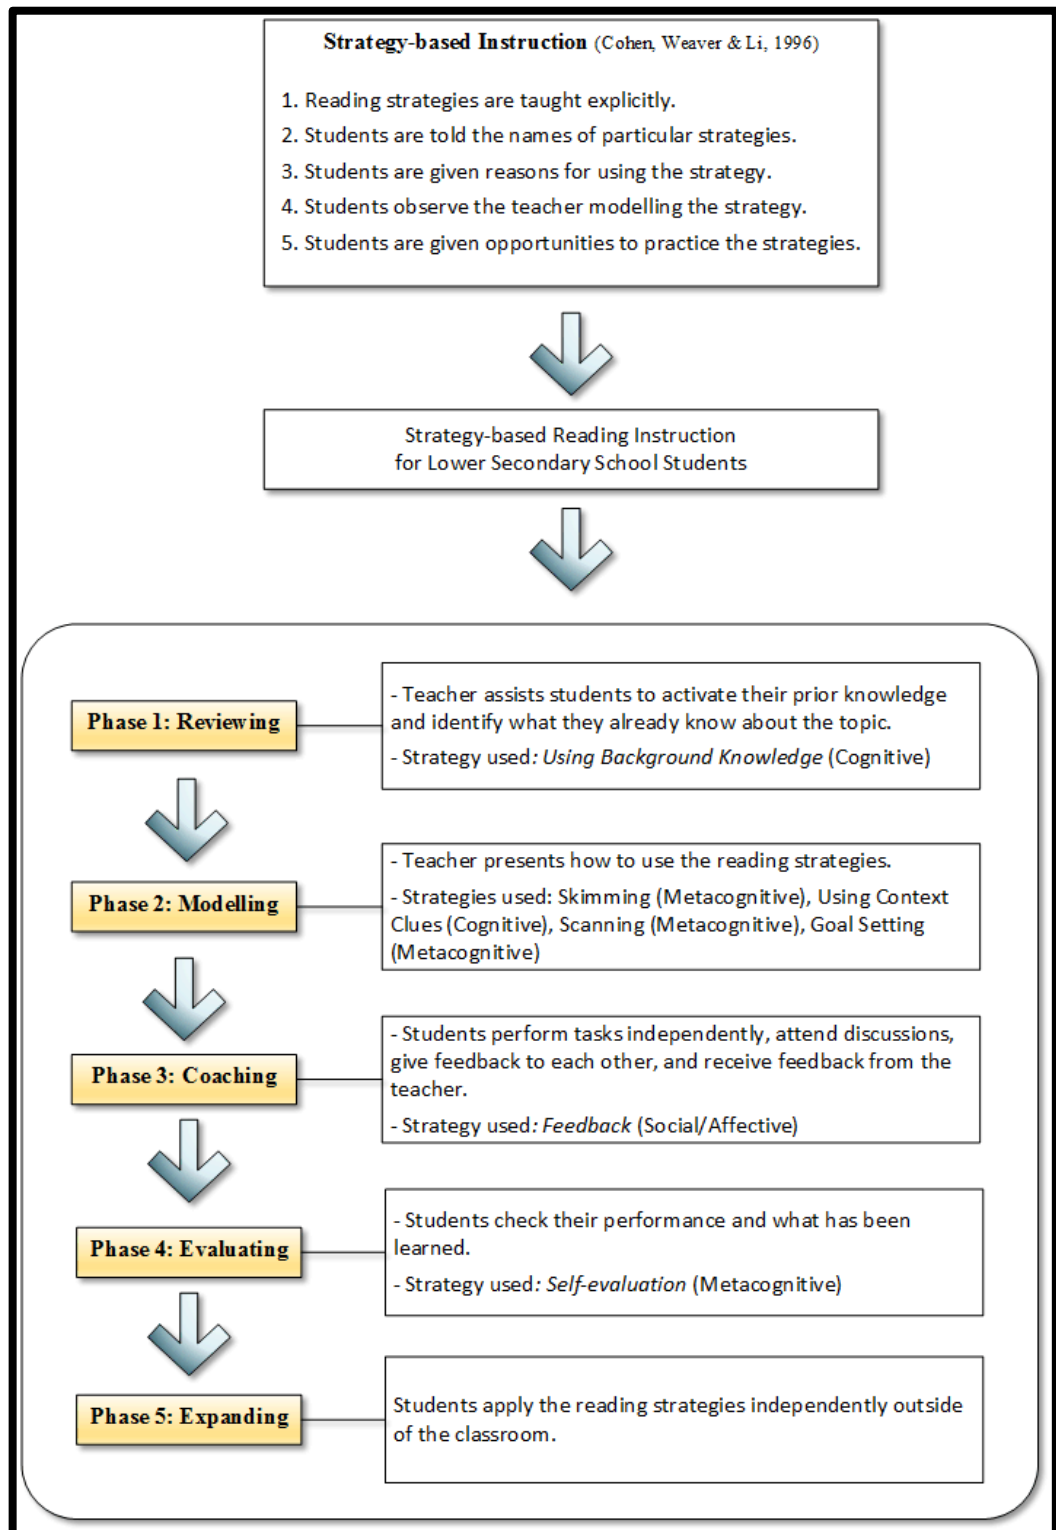 Strategy-based Instruction (Cohen, Weaver & Li, 1996)
1. Reading strategies are taught explicitly.
2. Students are told the names of particular strategies.
3. Students are given reasons for using the strategy.
4. Students observe the teacher modelling the strategy.
5. Students are given opportunities to practice the strategies.
Strategy-based Reading Instruction
for Lower Secondary School Students
Phase 1: Reviewing
- Teacher assists students to activate their prior knowledge
and identify what they already know about the topic.
- Strategy used: Using Background Knowledge (Cognitive)
Phase 2: Modelling
- Teacher presents how to use the reading strategies.
- Strategies used: Skimming (Metacognitive), Using Context
Clues (Cognitive), Scanning (Metacognitive), Goal Setting
(Metacognitive)
Phase 3: Coaching
- Students perform tasks independently, attend discussions,
give feedback to each other, and receive feedback from the
teacher.
- Strategy used: Feedback (Social/Affective)
Phase 4: Evaluating
- Students check their performance and what has been
learned.
- Strategy used: Self-evaluation (Metacognitive)
Phase 5: Expanding
Students apply the reading strategies independently outside
of the classroom.